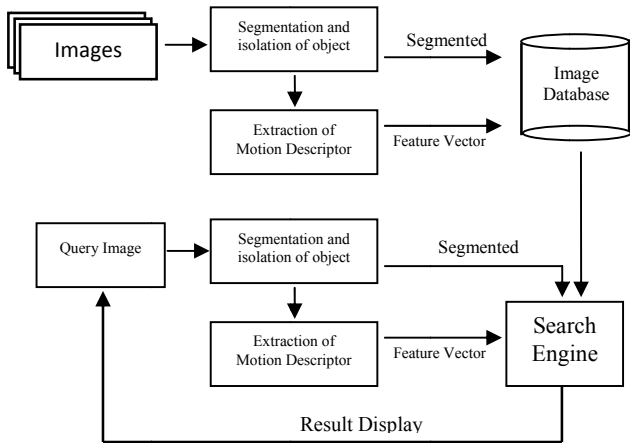 Images
Segmentation and
isolation of object
Segmented
Image
Database
Extraction of
Motion Descriptor
Feature Vector
Query Image
Segmentation and
isolation of object
Segmented
Extraction of
Motion Descriptor
Feature Vector
Search
Engine
Result Display